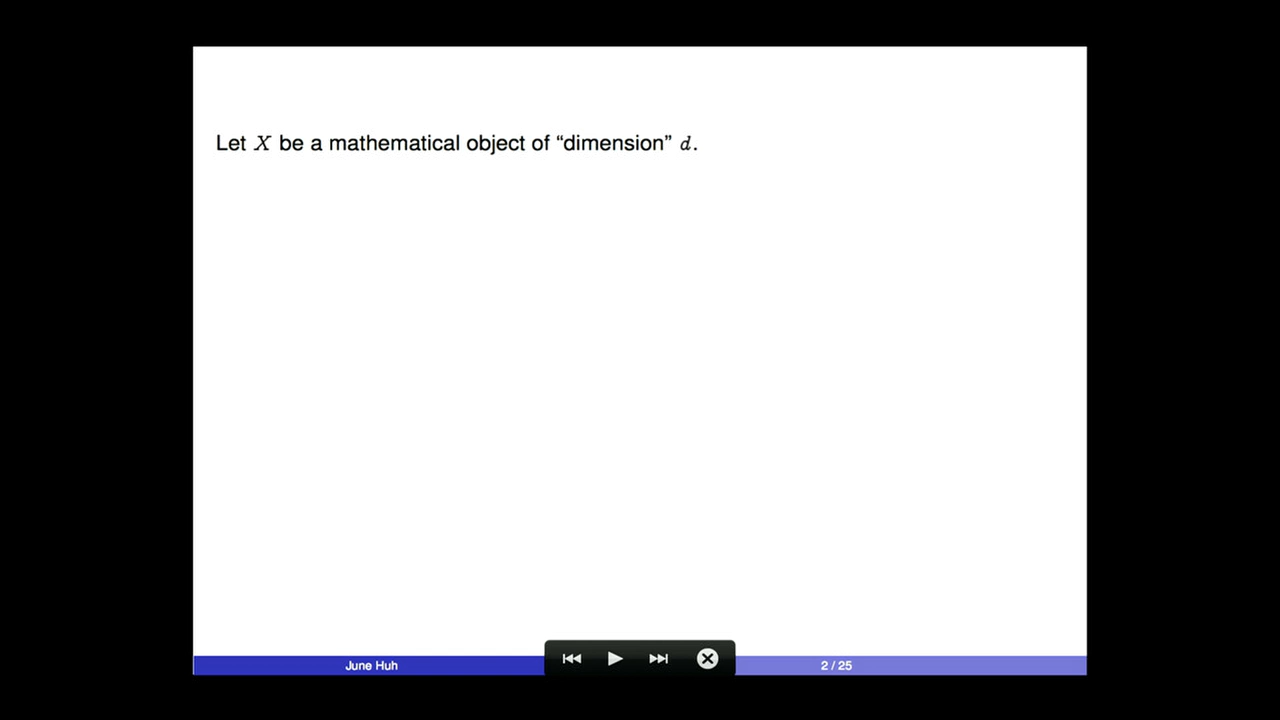 Let X be a mathematical object of “dimension” d.
June Huh
2 / 25